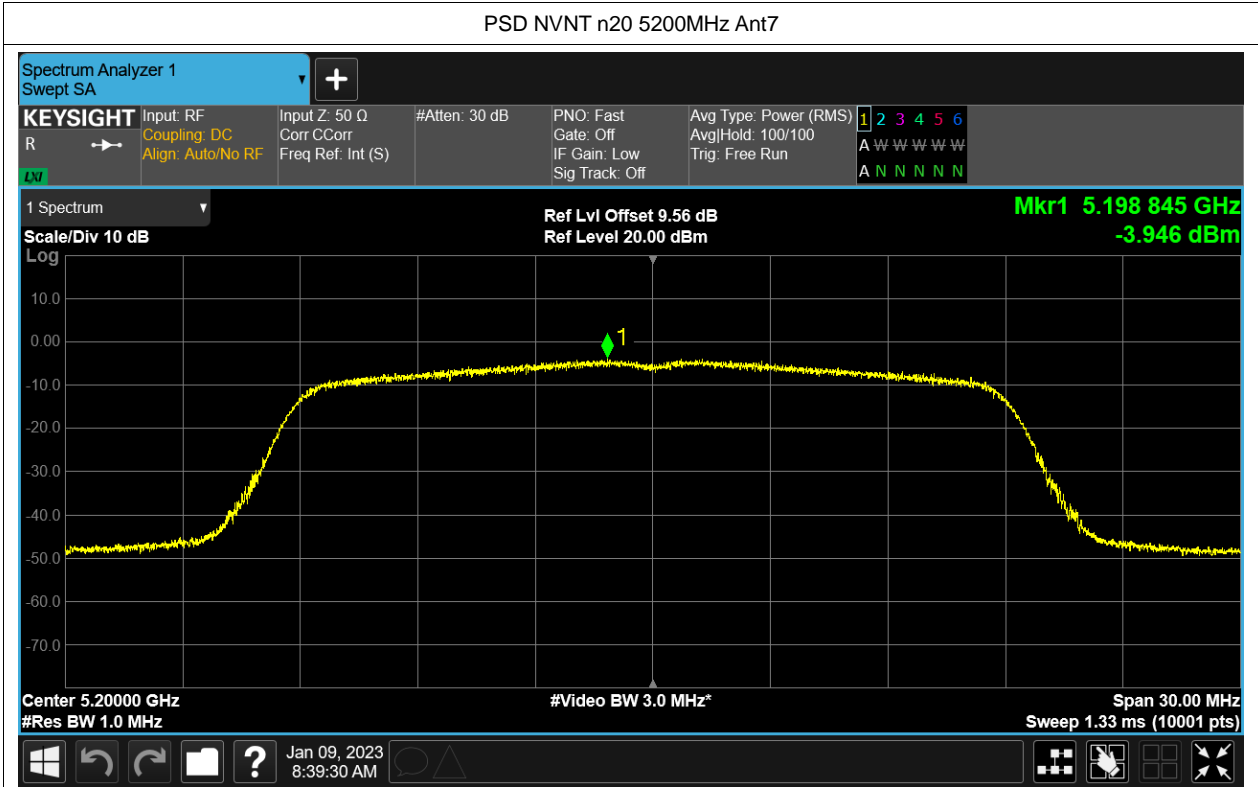 PSD NVNT n20 5200MHz Ant7
Spectrum Analyzer 1
Swept SA
KEYSIGHT
R
LXI
Input: RF
Coupling: DC
Align: Auto/No RF
Input Z: 50 Ω
Corr CCorr
Freq Ref: Int (S)
#Atten: 30 dB
PNO: Fast
Gate: Off
IF Gain: Low
Sig Track: Off
Avg Type: Power (RMS)
Avg|Hold: 100/100
Trig: Free Run
1 2 3 4 5 6
A W W W W W
A N N N N N
1 Spectrum
Scale/Div 10 dB
Ref Lvl Offset 9.56 dB
Ref Level 20.00 dBm
Mkr1 5.198 845 GHz
-3.946 dBm
Log
10.0
0.00
-10.0
-20.0
-30.0
-40.0
-50.0
-60.0
-70.0
1
Center 5.20000 GHz
#Res BW 1.0 MHz
#Video BW 3.0 MHz*
Span 30.00 MHz
Sweep 1.33 ms (10001 pts)
?
Jan 09, 2023
8:39:30 AM